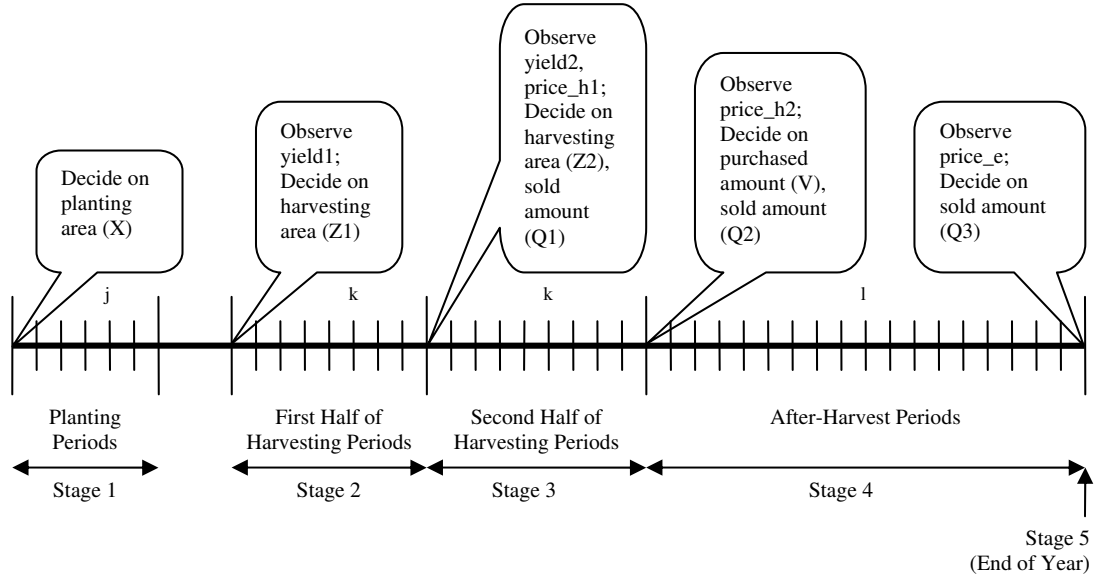 Decide on
planting
area (X)
Observe
yield1;
Decide on
harvesting
area (Z1)
Observe
yield2,
price_h1;
Decide on
harvesting
area (Z2),
sold
amount
(Q1)
Observe
price_h2;
Decide on
purchased
amount (V),
sold amount
(Q2)
Observe
price_e;
Decide on
sold amount
(Q3)
j
k
k
l
Planting
Periods
First Half of
Harvesting Periods
Second Half of
Harvesting Periods
After-Harvest Periods
Stage 1
Stage 2
Stage 3
Stage 4
Stage 5
(End of Year)